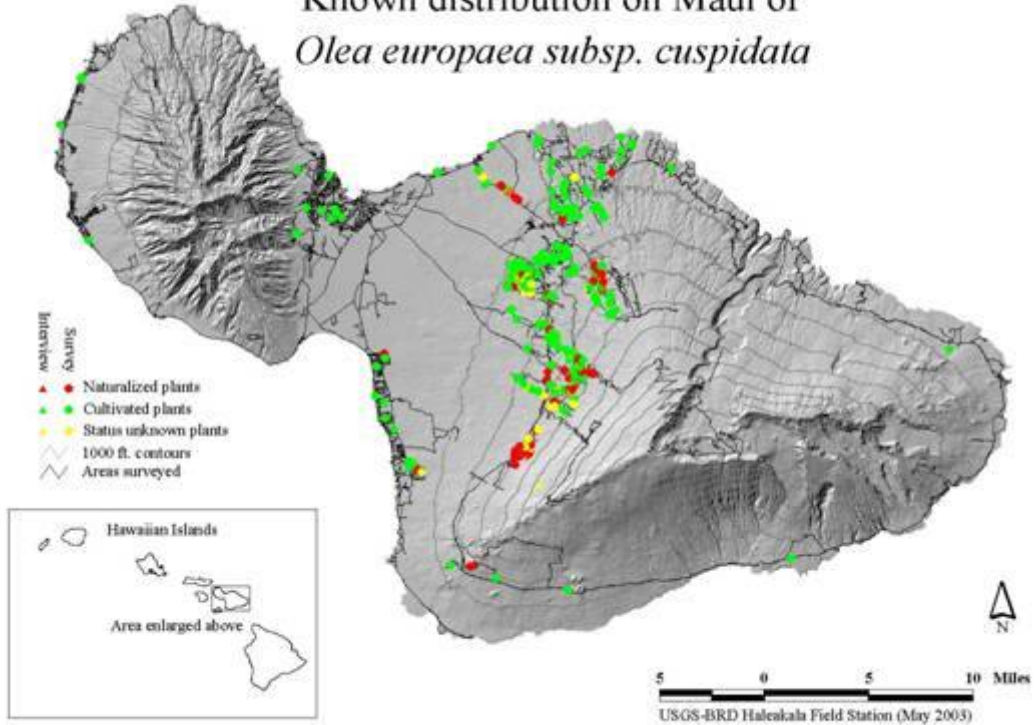 Known distribution on Maui of
Olea europaea subsp. cuspidata
Interview
Survey
Naturalized plants
Cultivated plants
Status unknown plants
1000 ft. contours
Areas surveyed
Hawaiian Islands
Area enlarged above
N
5 0 5 10 Miles
USGS-BRD Haleakala Field Station (May 2003)